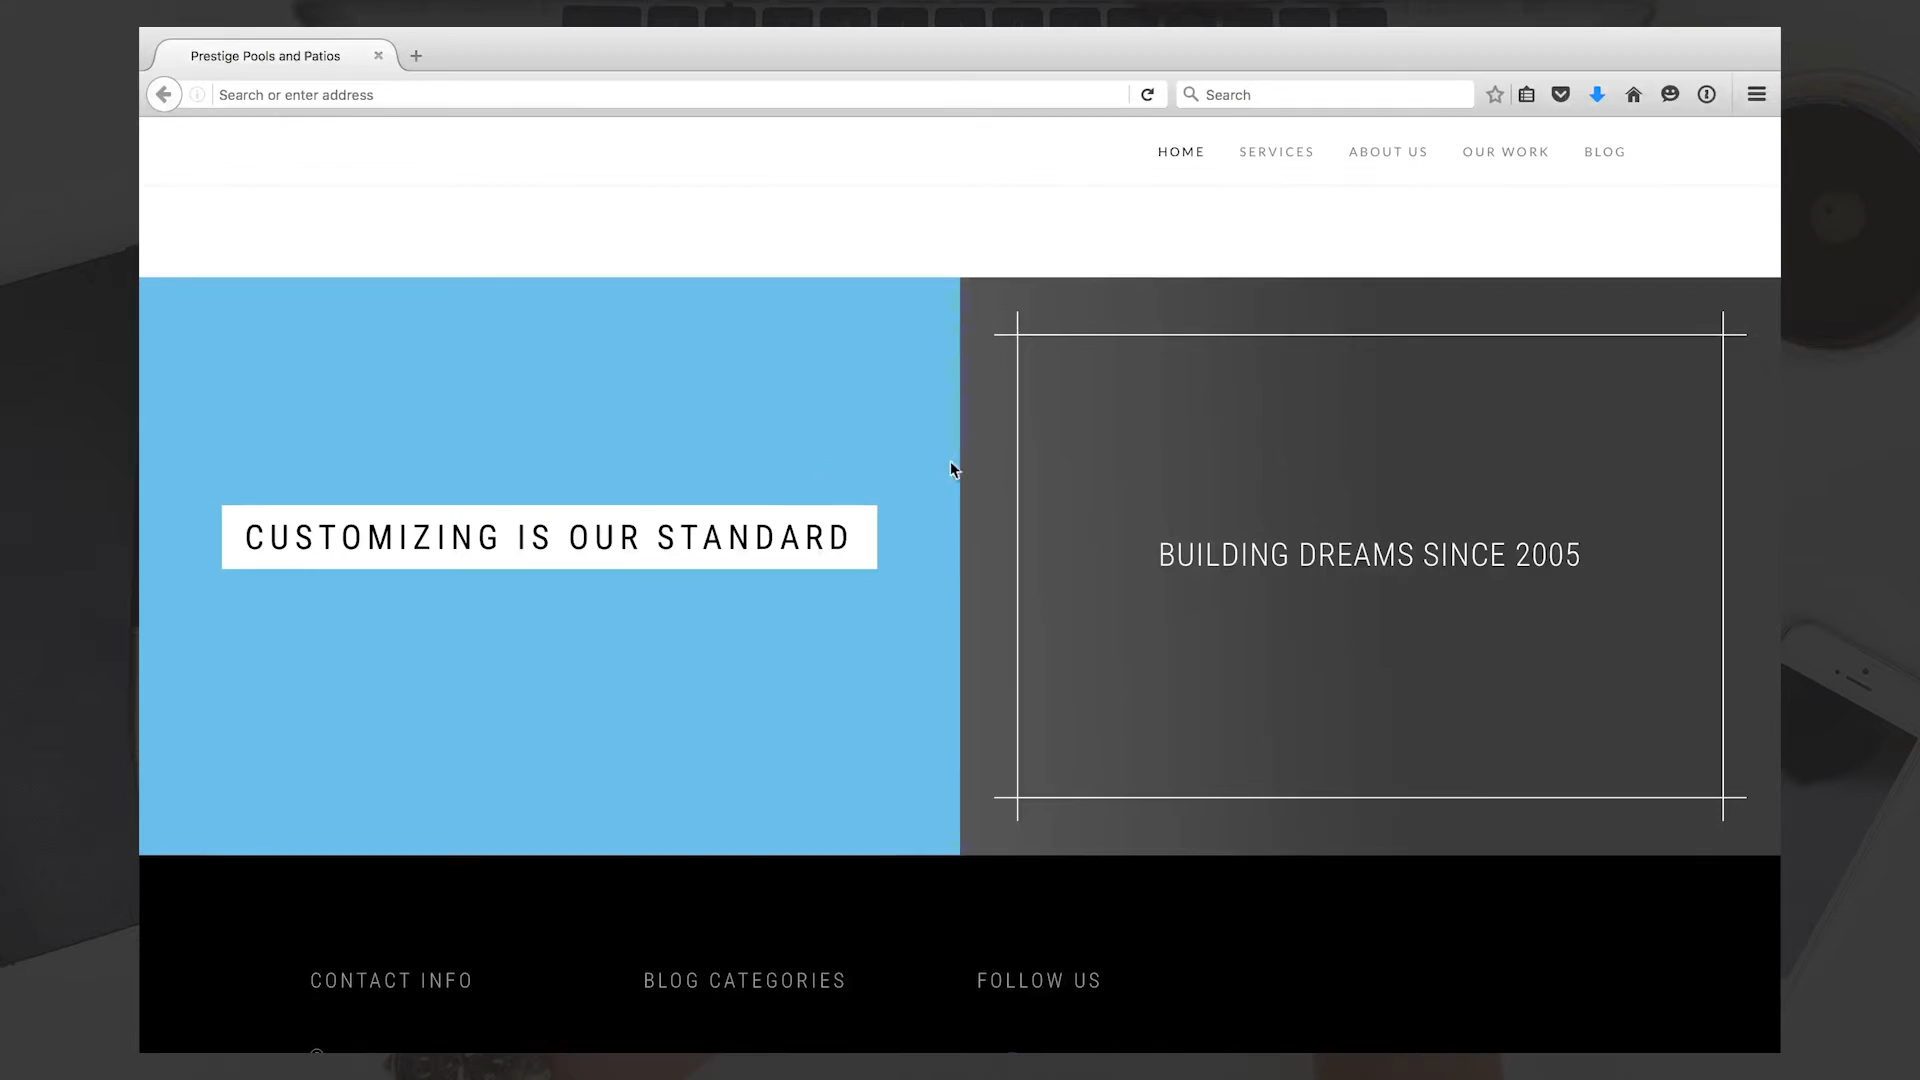 Prestige Pools and Patios
Search or enter address
Search
HOME
SERVICES
ABOUT US
OUR WORK
BLOG
CUSTOMIZING IS OUR STANDARD
BUILDING DREAMS SINCE 2005
CONTACT INFO
BLOG CATEGORIES
FOLLOW US